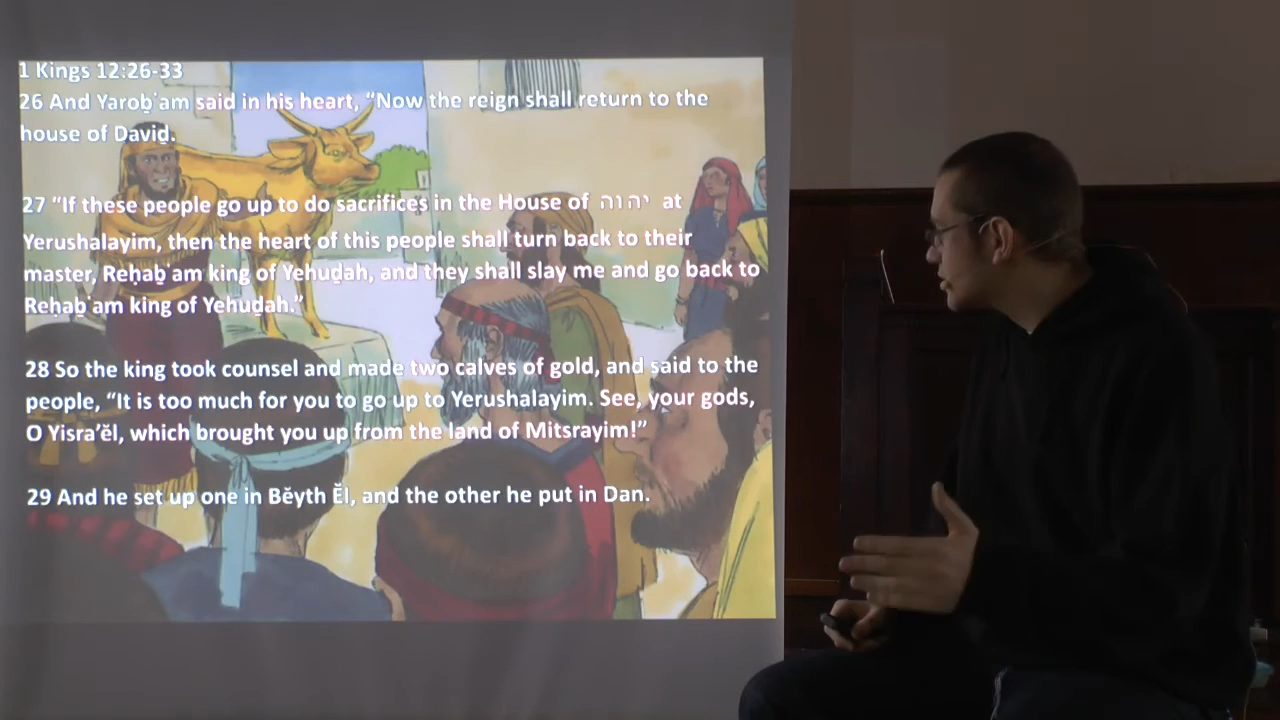 1 Kings 12:26-33
26 And Yaroḇ‛am said in his heart, “Now the reign shall return to the
house of Dawiḏ.
27 “If these people go up to do sacrifices in the House of יהוה at
Yerushalayim, then the heart of this people shall turn back to their
master, Reḥaḇ‛am king of Yehuḏah, and they shall slay me and go back to
Reḥaḇ‛am king of Yehuḏah.”
28 So the king took counsel and made two calves of gold, and said to the
people, “It is too much for you to go up to Yerushalayim. See, your gods,
O Yisra’ĕl, which brought you up from the land of Mitsrayim!”
29 And he set up one in Bĕyth Ĕl, and the other he put in Dan.